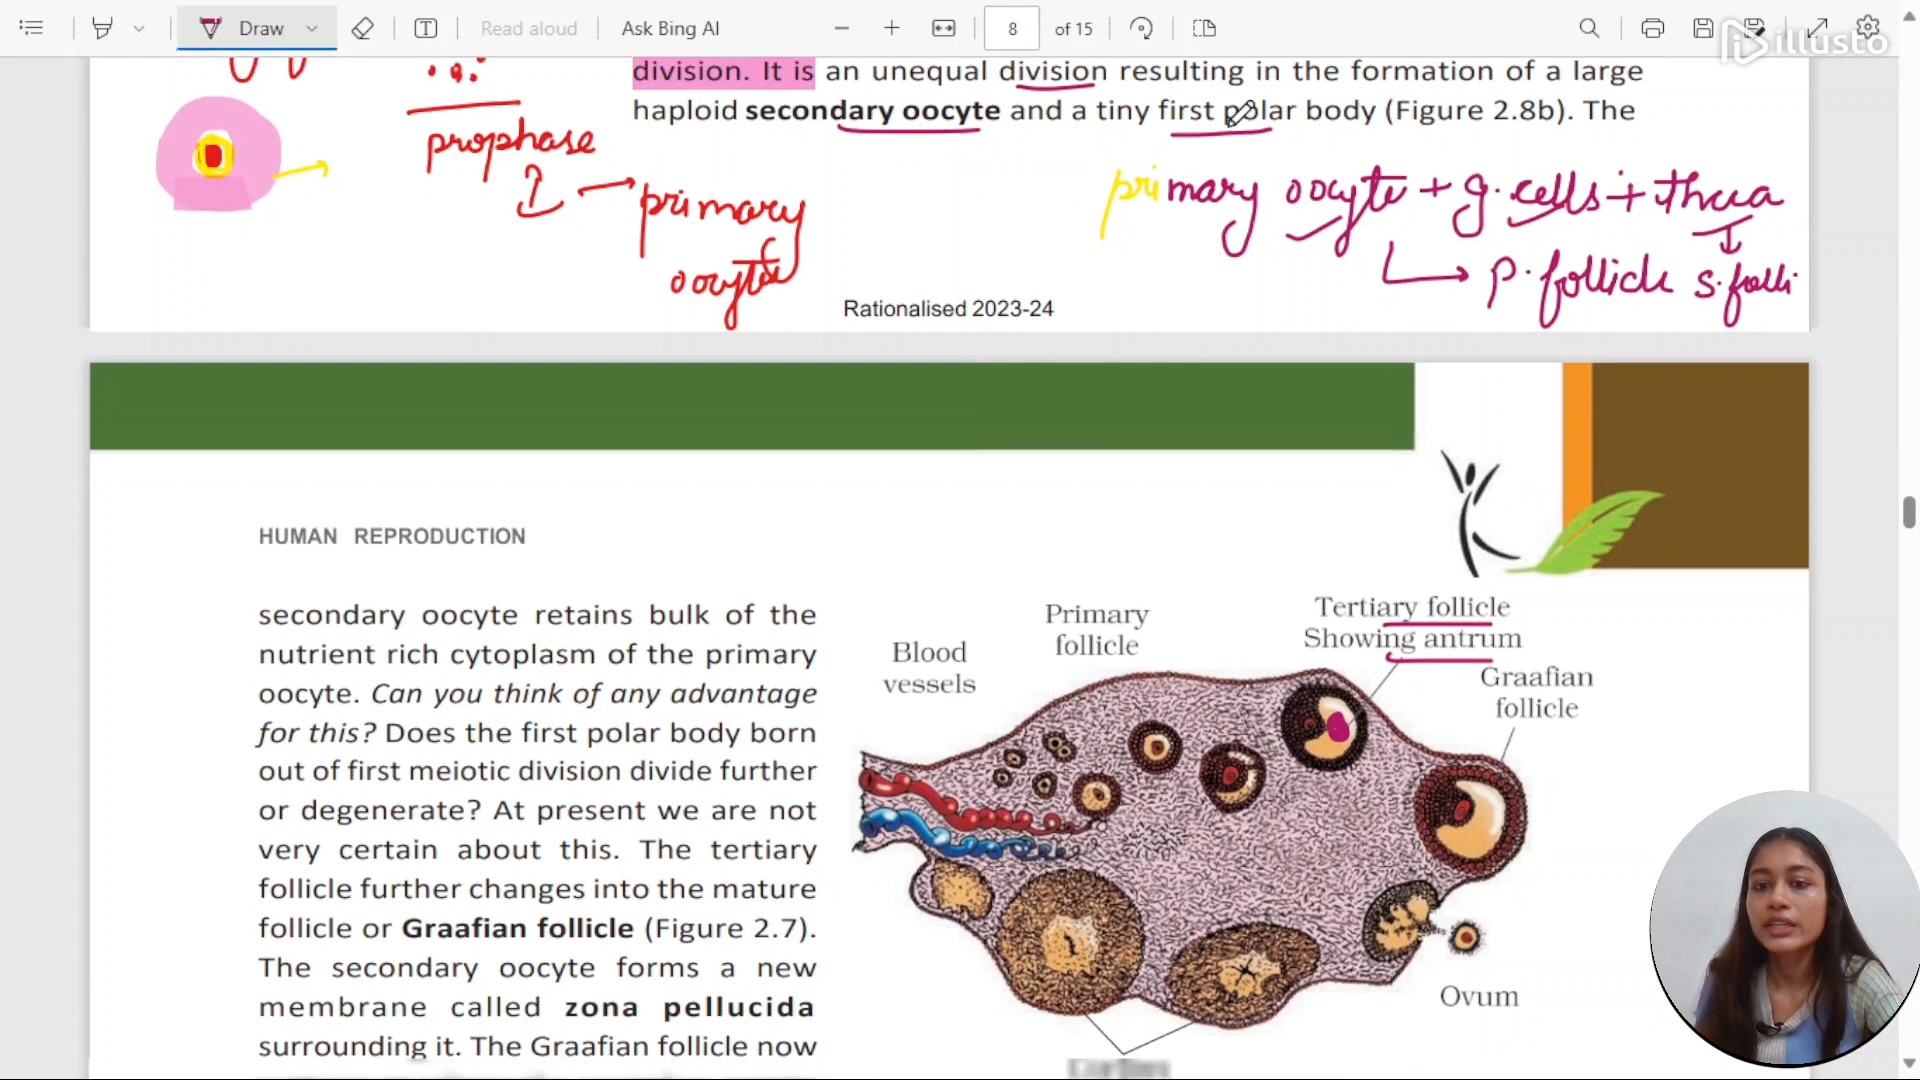 Draw
T
Read aloud
Ask Bing AI
8
of 15
illusto
division. It is an unequal division resulting in the formation of a large
haploid secondary oocyte and a tiny first polar body (Figure 2.8b). The
prophase
I → primary
oocyte
primary oocyte + g. cells + theca
p. follicle s. folli
Rationalised 2023-24
HUMAN REPRODUCTION
secondary oocyte retains bulk of the
nutrient rich cytoplasm of the primary
oocyte. Can you think of any advantage
for this? Does the first polar body born
out of first meiotic division divide further
or degenerate? At present we are not
very certain about this. The tertiary
follicle further changes into the mature
follicle or Graafian follicle (Figure 2.7).
The secondary oocyte forms a new
membrane called zona pellucida
surrounding it. The Graafian follicle now
Blood
vessels
Primary
follicle
Tertiary follicle
Showing antrum
Graafian
follicle
Ovum